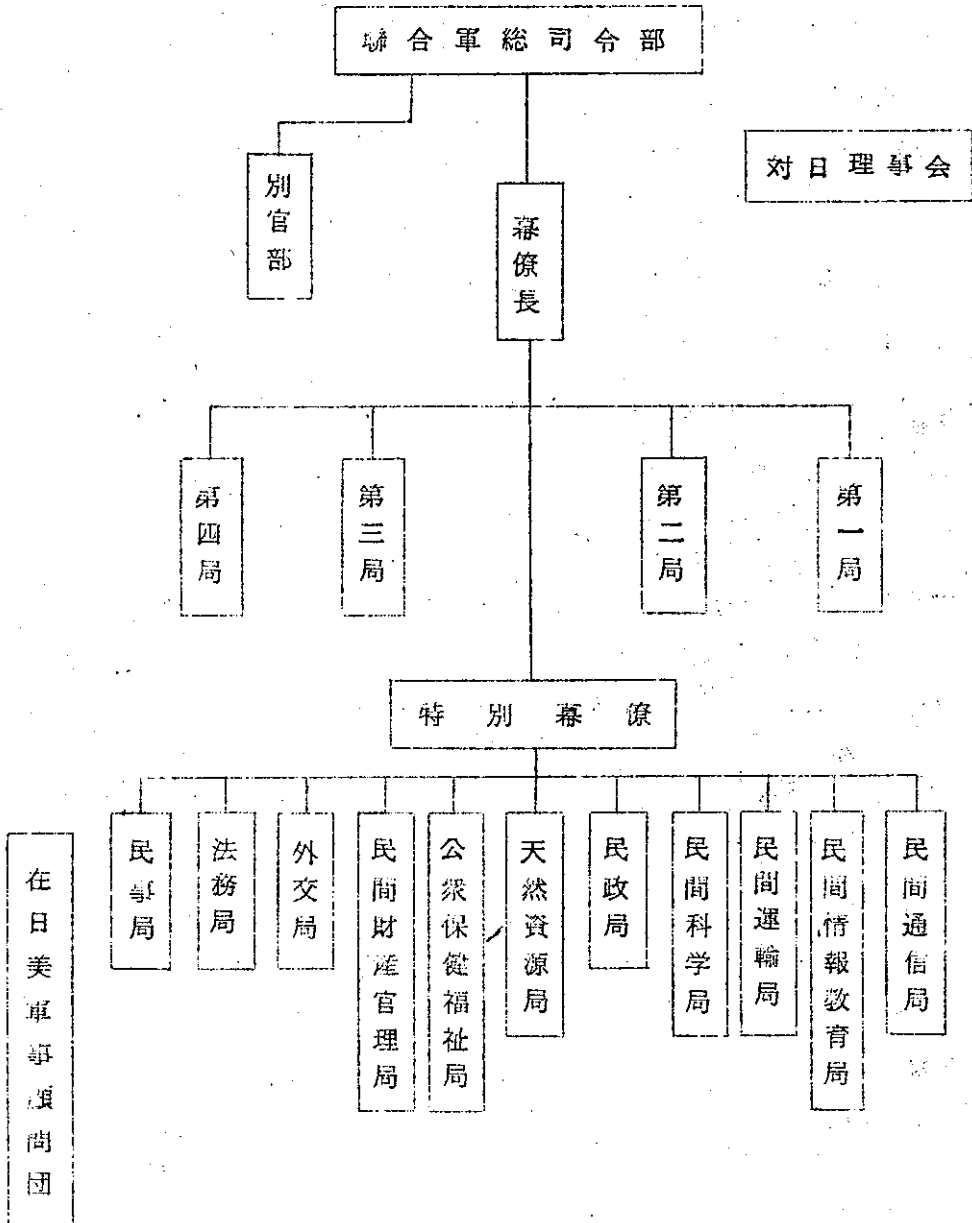 聯合軍総司令部
対日理事会
別官部
幕僚長
第一局
第二局
第三局
第四局
特別幕僚
民間通信局
民間情報教育局
民間運輸局
民間科学局
民政局
天然資源局
公衆保健福祉局
民間財産官理局
外交局
法務局
民事局
在日美軍事顧問団